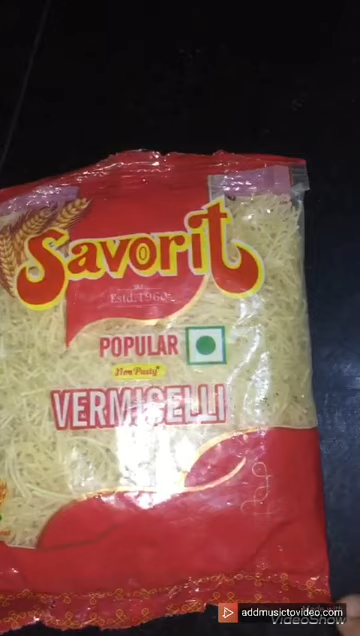 Savorit
Estd.1960
POPULAR
"Non Pasty"
VERMICELLI
addmusictovideo.com
VideoShow